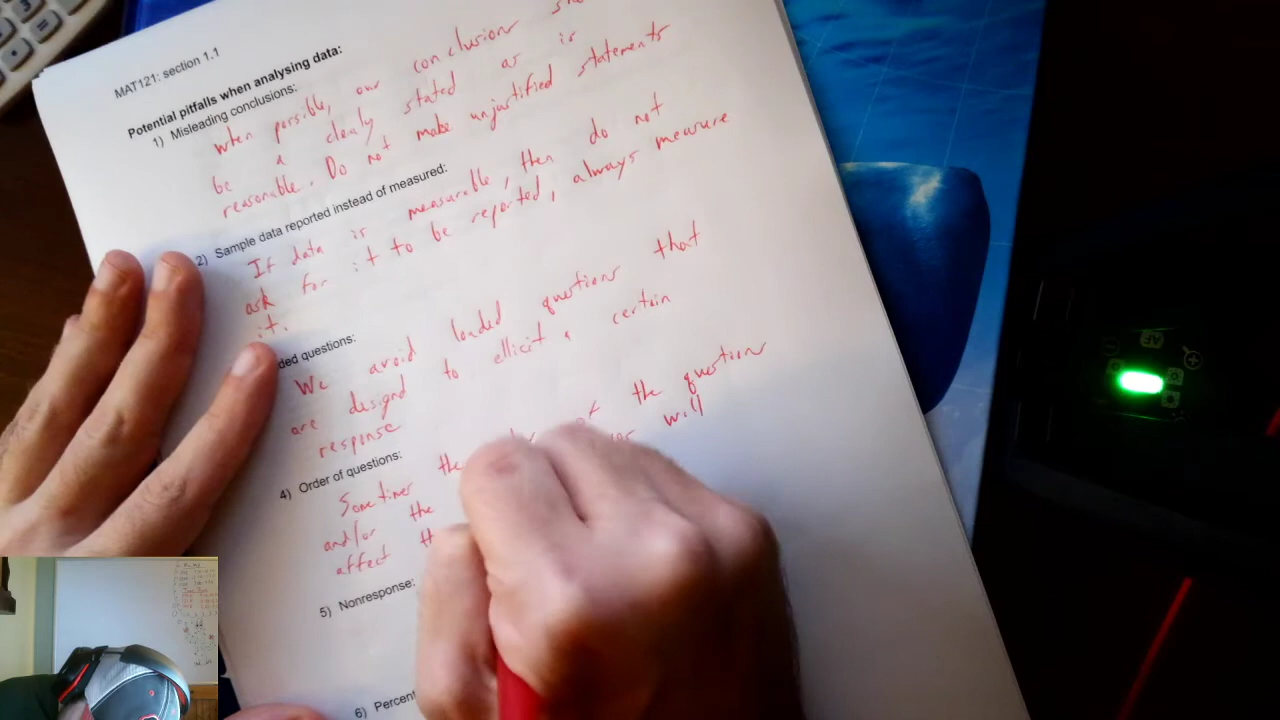 MAT121: section 1.1
Potential pitfalls when analysing data:
1) Misleading conclusions:
When possible, our conclusion
be a clealy stated as is
reasonable. Do not make unjustified statements
2) Sample data reported instead of measured:
If data is measurable, then do not
ask for it to be reported, always measure
it.
ded questions:
We avoid loaded questions that
are designd to ellicit a certain
response
4) Order of questions:
Sometimes the of the question
and/or the will
affect
5) Nonresponse:
6) Percent